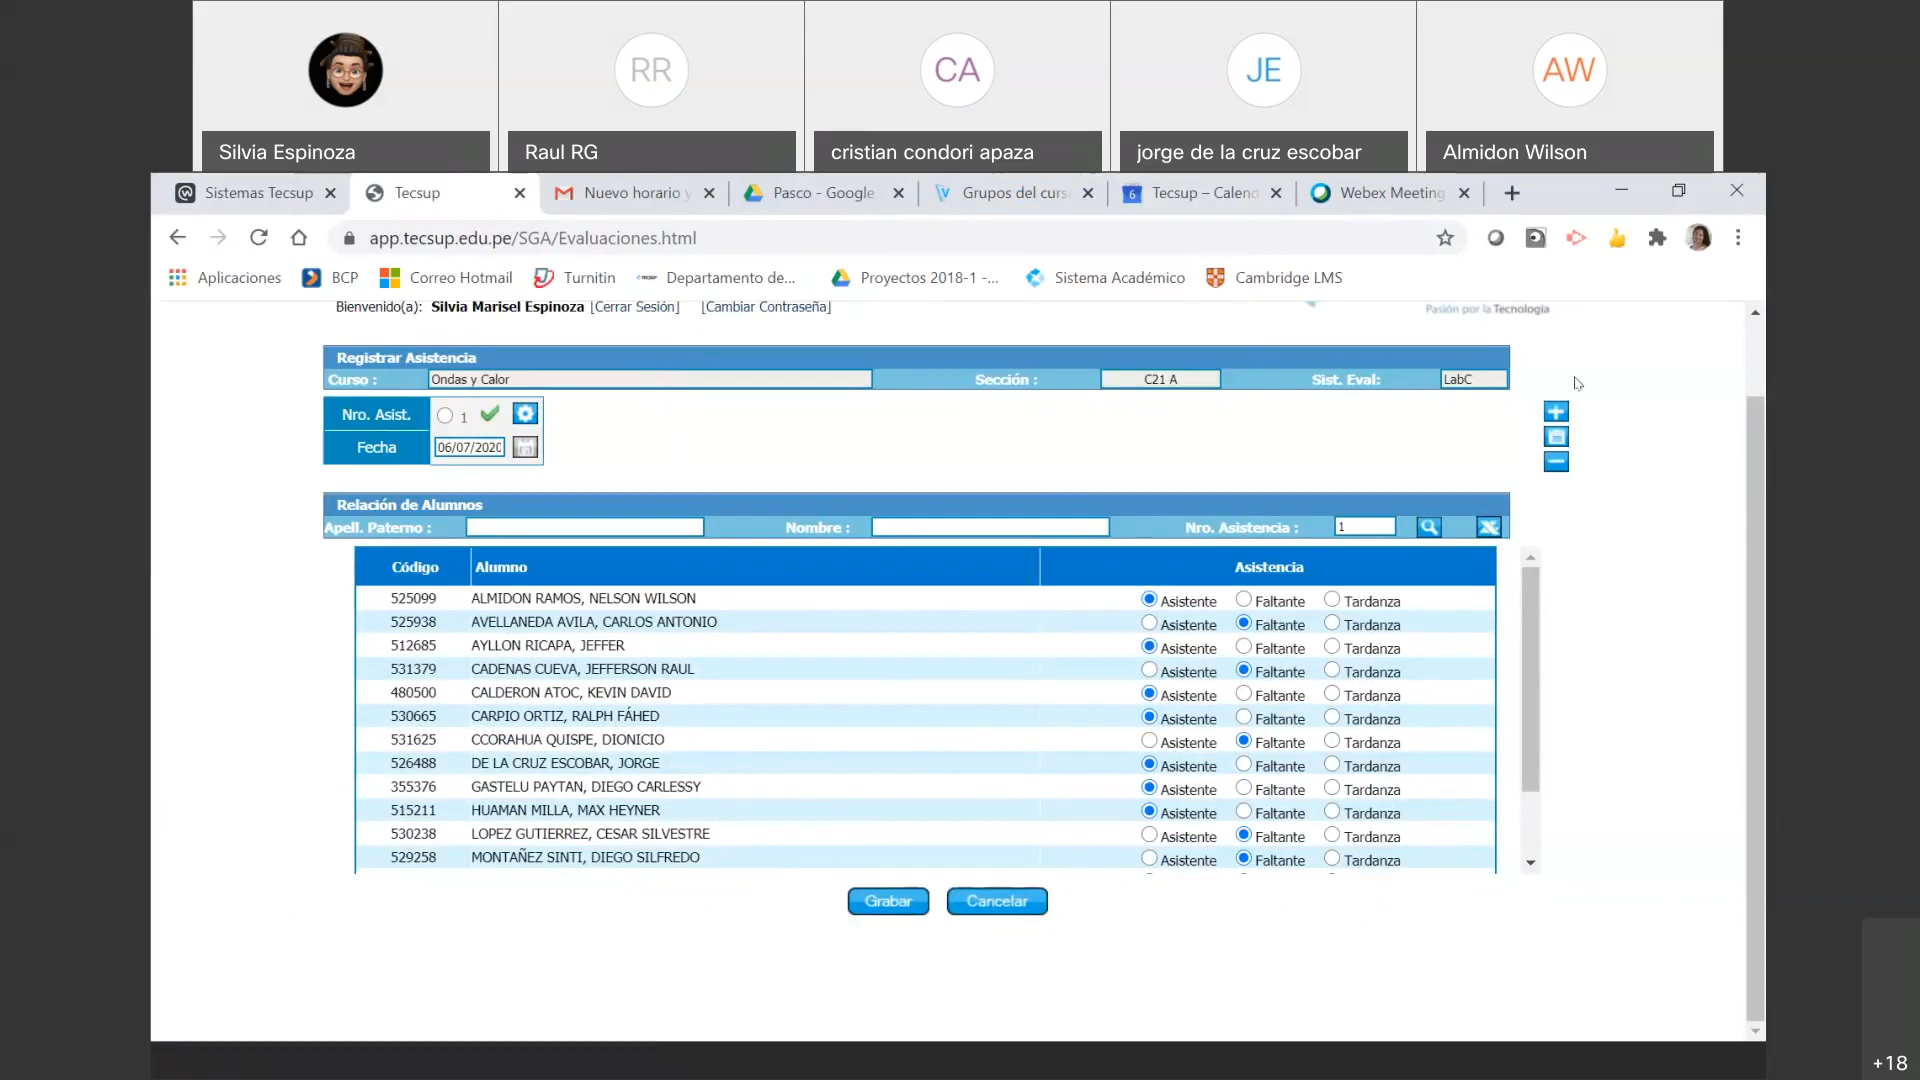 RR
CA
JE
AW
Silvia Espinoza
Raul RG
cristian condori apaza
jorge de la cruz escobar
Almidon Wilson
Sistemas Tecsup
Tecsup
Nuevo horario y
Pasco - Google
Grupos del curs
6
Tecsup – Calend
Webex Meeting
app.tecsup.edu.pe/SGA/Evaluaciones.html
Aplicaciones
BCP
Correo Hotmail
Turnitin
Departamento de...
Proyectos 2018-1 -...
Sistema Académico
Cambridge LMS
Bienvenido(a): Silvia Marisel Espinoza [Cerrar Sesión] [Cambiar Contraseña]
Pasión por la Tecnología
Registrar Asistencia
Curso : Ondas y Calor Sección : C21 A Sist. Eval: LabC
Nro. Asist. 1
Fecha 06/07/2020
Relación de Alumnos
Apell. Paterno : Nombre : Nro. Asistencia : 1
Código Alumno Asistencia
525099 ALMIDON RAMOS, NELSON WILSON Asistente Faltante Tardanza
525938 AVELLANEDA AVILA, CARLOS ANTONIO Asistente Faltante Tardanza
512685 AYLLON RICAPA, JEFFER Asistente Faltante Tardanza
531379 CADENAS CUEVA, JEFFERSON RAUL Asistente Faltante Tardanza
480500 CALDERON ATOC, KEVIN DAVID Asistente Faltante Tardanza
530665 CARPIO ORTIZ, RALPH FÁHED Asistente Faltante Tardanza
531625 CCORAHUA QUISPE, DIONICIO Asistente Faltante Tardanza
526488 DE LA CRUZ ESCOBAR, JORGE Asistente Faltante Tardanza
355376 GASTELU PAYTAN, DIEGO CARLESSY Asistente Faltante Tardanza
515211 HUAMAN MILLA, MAX HEYNER Asistente Faltante Tardanza
530238 LOPEZ GUTIERREZ, CESAR SILVESTRE Asistente Faltante Tardanza
529258 MONTAÑEZ SINTI, DIEGO SILFREDO Asistente Faltante Tardanza
Grabar
Cancelar
+18